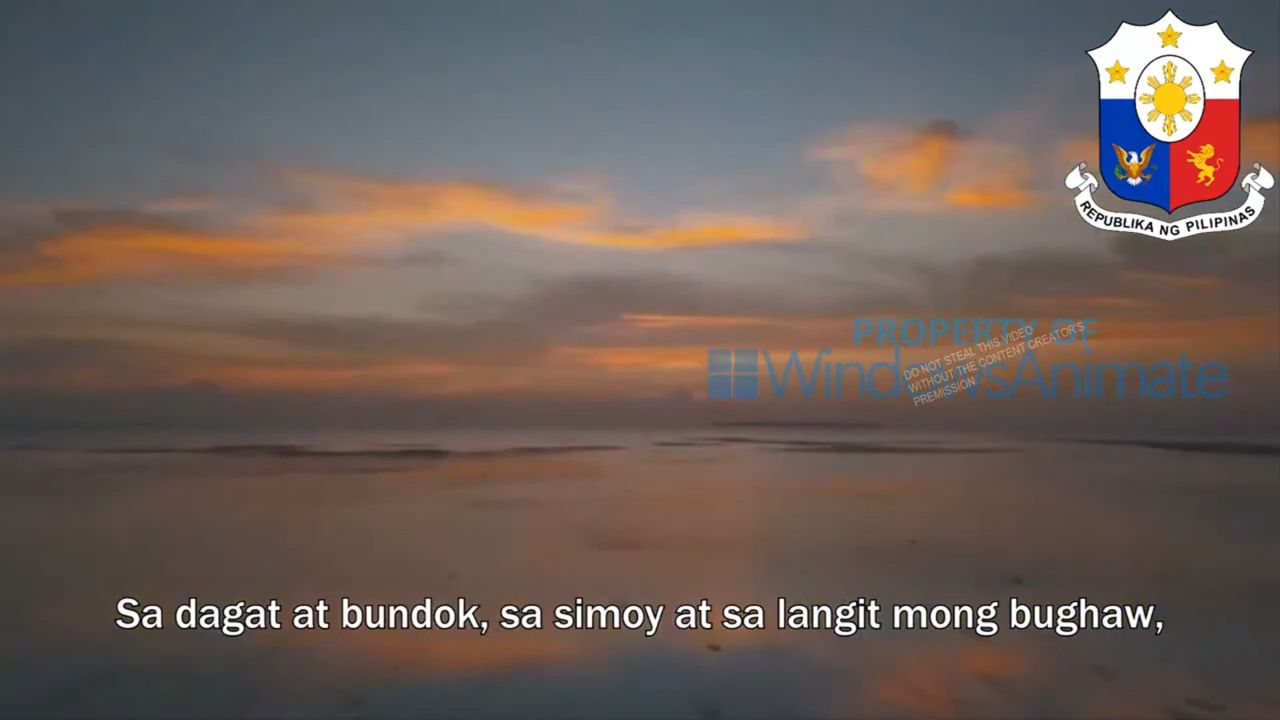 REPUBLIKA NG PILIPINAS
PROPERTY OF
WindowsAnimate
DO NOT STEAL THIS VIDEO
WITHOUT THE CONTENT CREATOR'S
PREMISSION
Sa dagat at bundok, sa simoy at sa langit mong bughaw,